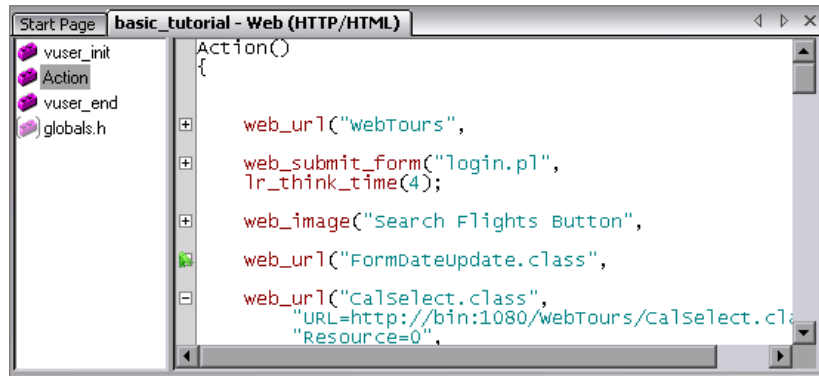 Start Page
basic_tutorial - Web (HTTP/HTML)
vuser_init
Action
vuser_end
globals.h
Action()
{
web_url("WebTours",
web_submit_form("login.pl",
lr_think_time(4);
web_image("Search Flights Button",
web_url("FormDateUpdate.class",
web_url("CalSelect.class",
"URL=http://bin:1080/WebTours/CalSelect.cla
"Resource=0",